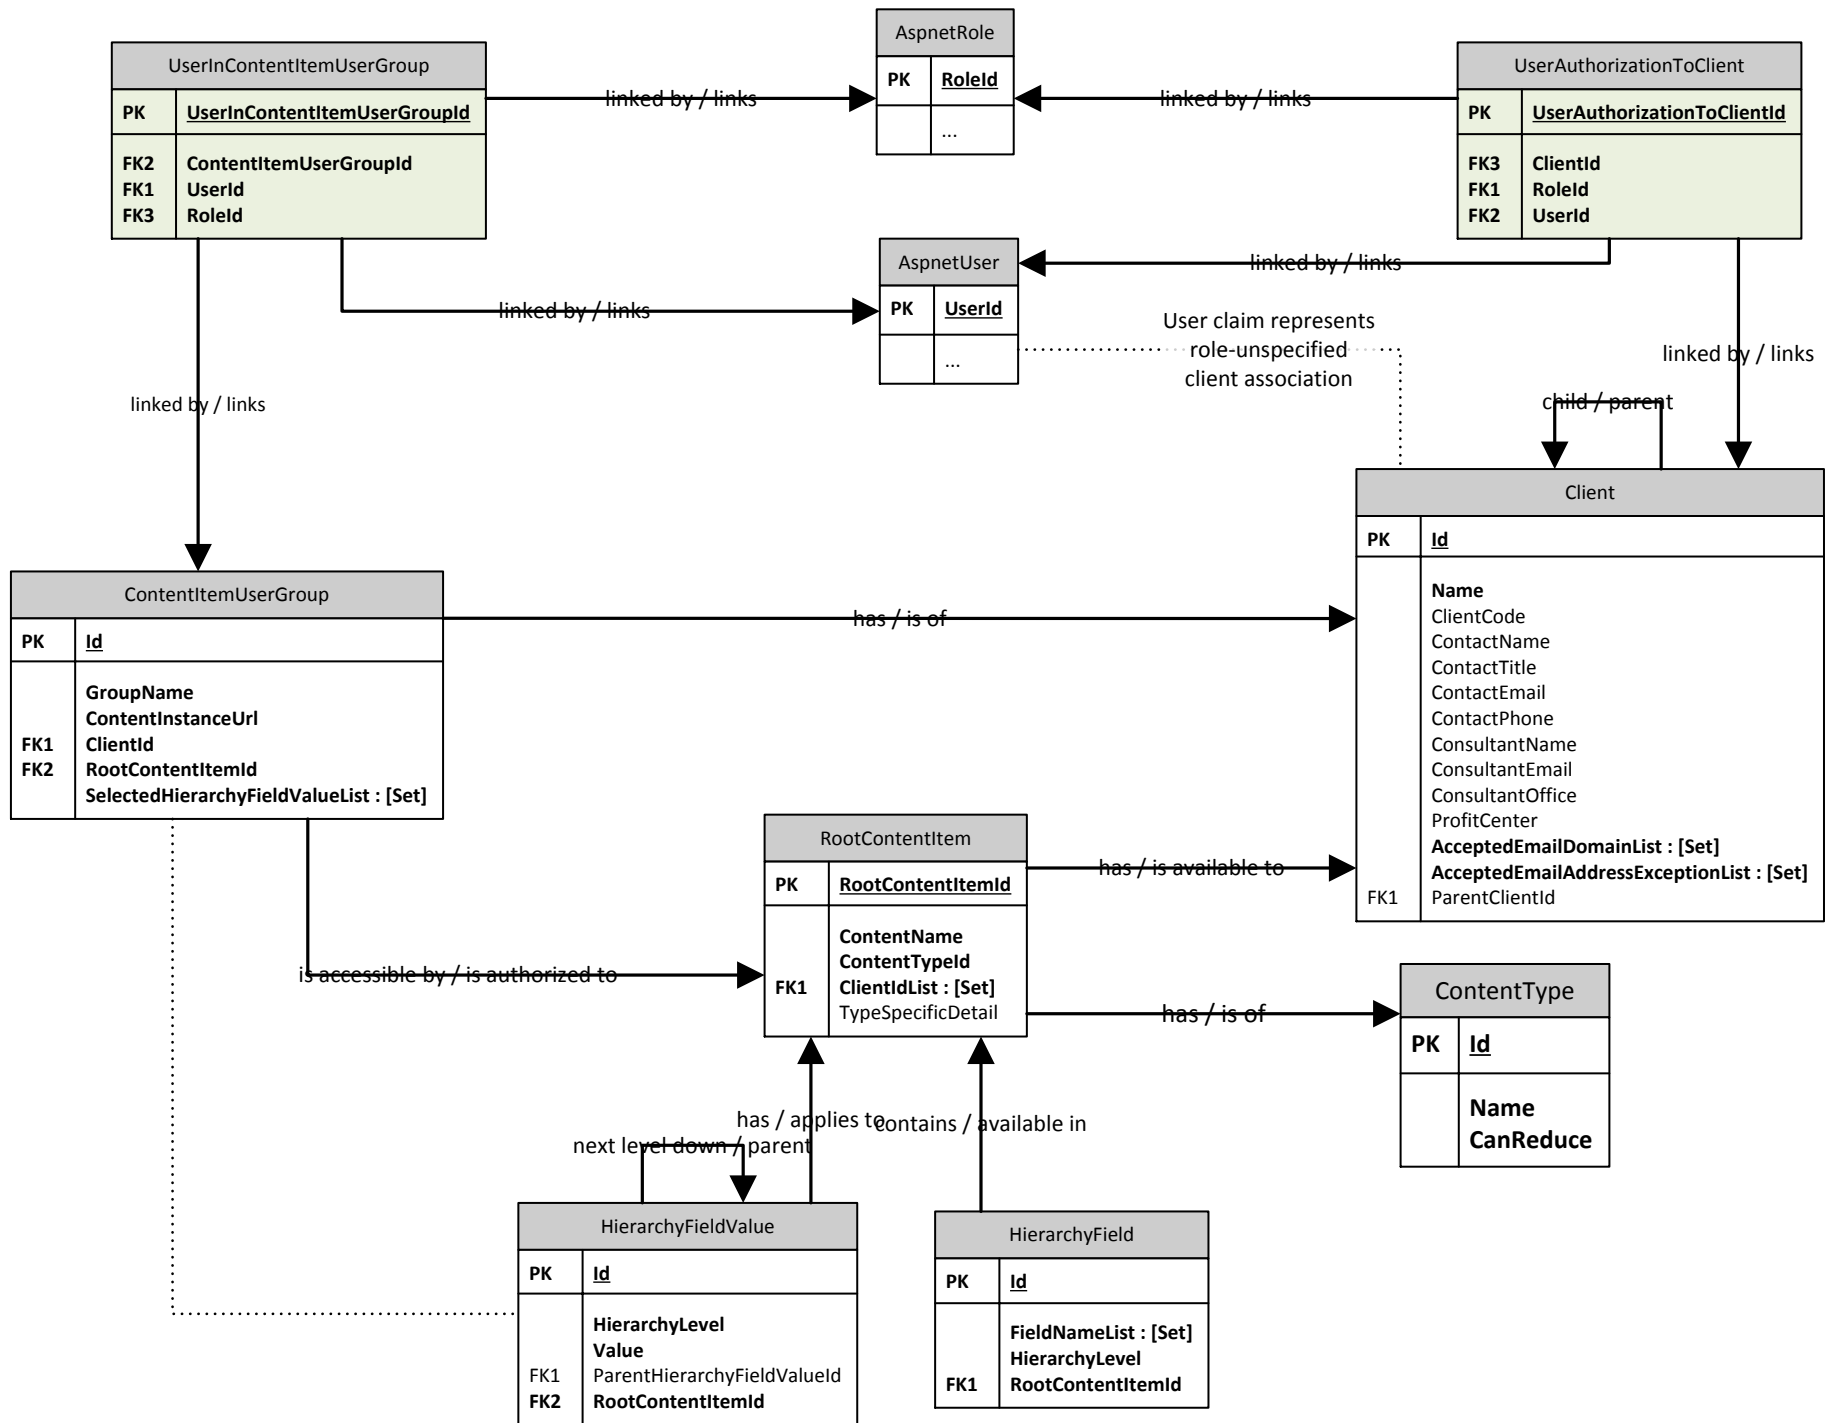 AspnetRole
PK RoleId
...
UserInContentItemUserGroup
PK UserInContentItemUserGroupId
FK2 ContentItemUserGroupId
FK1 UserId
FK3 RoleId
linked by / links
linked by / links
UserAuthorizationToClient
PK UserAuthorizationToClientId
FK3 ClientId
FK1 RoleId
FK2 UserId
AspnetUser
PK UserId
...
linked by / links
linked by / links
User claim represents
role-unspecified
client association
linked by / links
linked by / links
child / parent
Client
PK Id
Name
ClientCode
ContactName
ContactTitle
ContactEmail
ContactPhone
ConsultantName
ConsultantEmail
ConsultantOffice
ProfitCenter
AcceptedEmailDomainList : [Set]
AcceptedEmailAddressExceptionList : [Set]
FK1 ParentClientId
ContentItemUserGroup
PK Id
GroupName
ContentInstanceUrl
FK1 ClientId
FK2 RootContentItemId
SelectedHierarchyFieldValueList : [Set]
has / is of
RootContentItem
PK RootContentItemId
ContentName
ContentTypeId
FK1 ClientIdList : [Set]
TypeSpecificDetail
has / is available to
is accessible by / is authorized to
has / is of
ContentType
PK Id
Name
CanReduce
has / applies to
contains / available in
next level down / parent
HierarchyFieldValue
PK Id
HierarchyLevel
Value
FK1 ParentHierarchyFieldValueId
FK2 RootContentItemId
HierarchyField
PK Id
FieldNameList : [Set]
HierarchyLevel
FK1 RootContentItemId